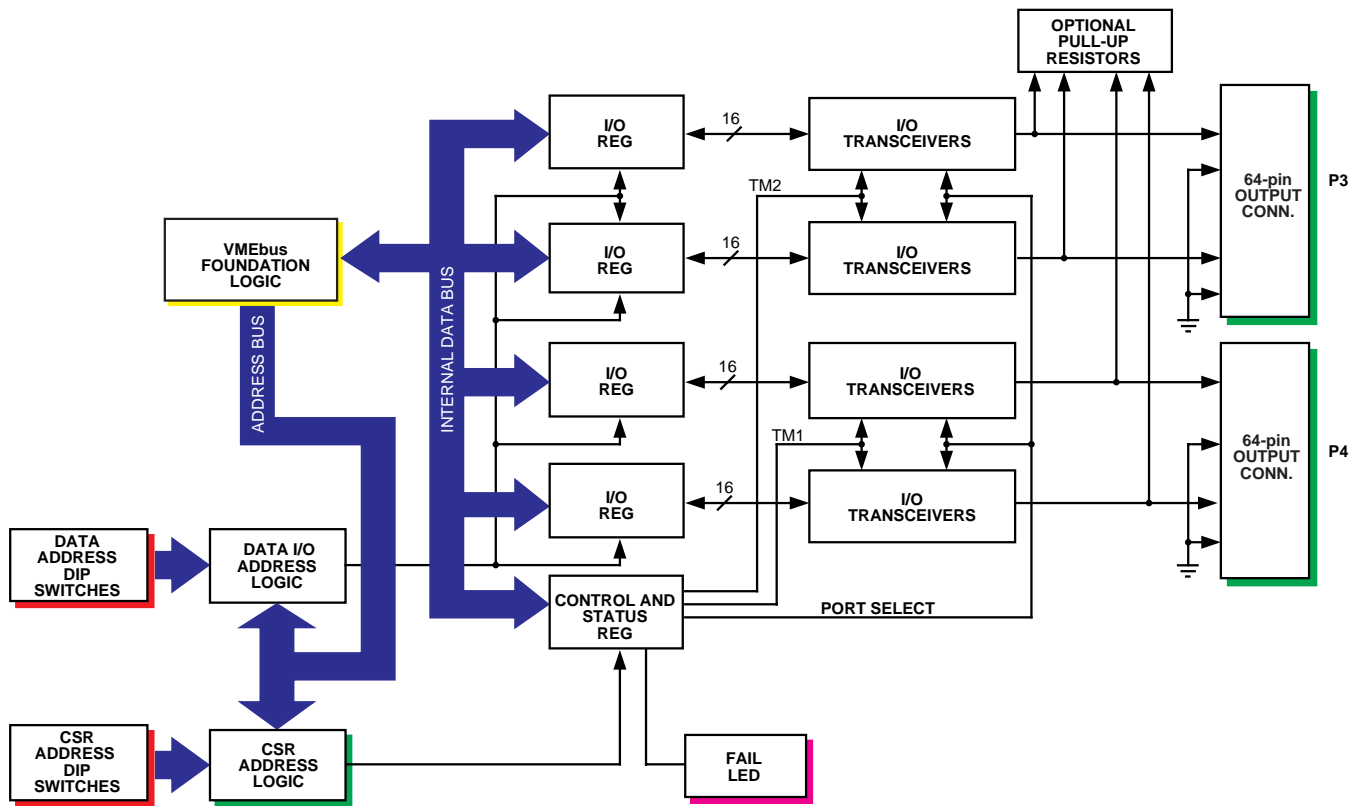 OPTIONAL
PULL-UP
RESISTORS
I/O
REG
16
I/O
TRANSCEIVERS
64-pin
OUTPUT
CONN.
P3
TM2
VMEbus
FOUNDATION
LOGIC
I/O
REG
16
I/O
TRANSCEIVERS
ADDRESS BUS
INTERNAL DATA BUS
I/O
REG
16
I/O
TRANSCEIVERS
64-pin
OUTPUT
CONN.
P4
TM1
I/O
REG
16
I/O
TRANSCEIVERS
DATA
ADDRESS
DIP
SWITCHES
DATA I/O
ADDRESS
LOGIC
CONTROL AND
STATUS
REG
PORT SELECT
CSR
ADDRESS
DIP
SWITCHES
CSR
ADDRESS
LOGIC
FAIL
LED